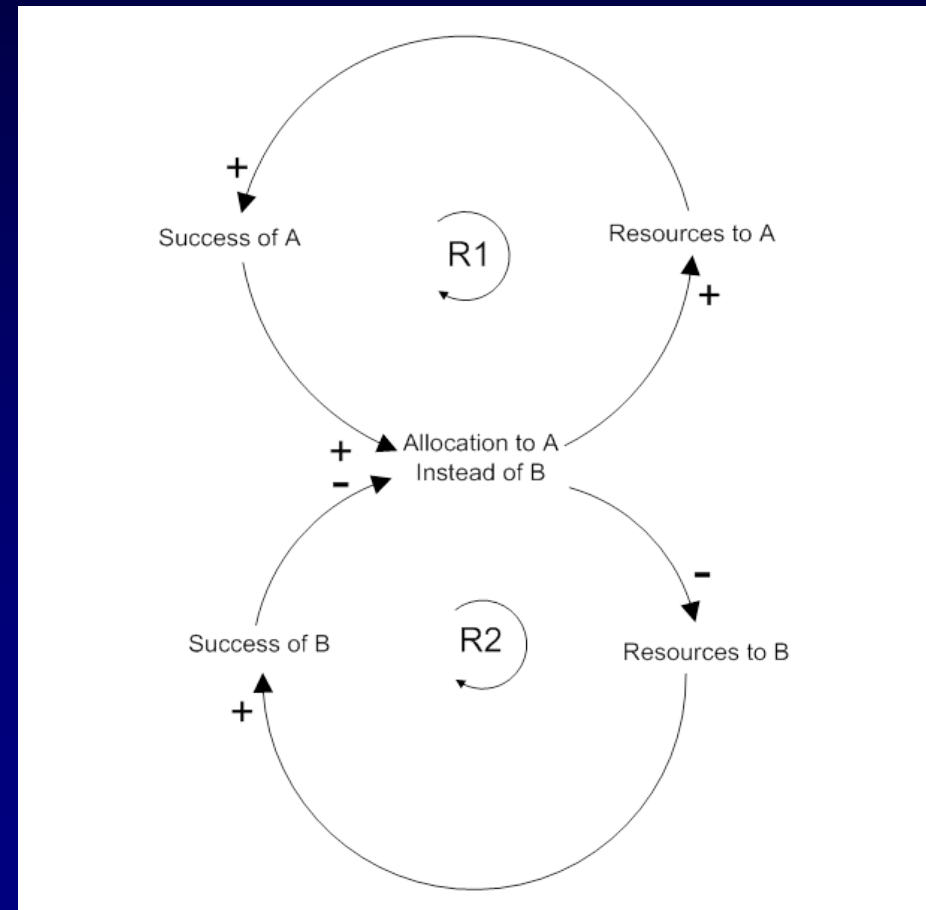 +
Success of A
R1
Resources to A
+
+
-
Allocation to A
Instead of B
-
Success of B
R2
Resources to B
+